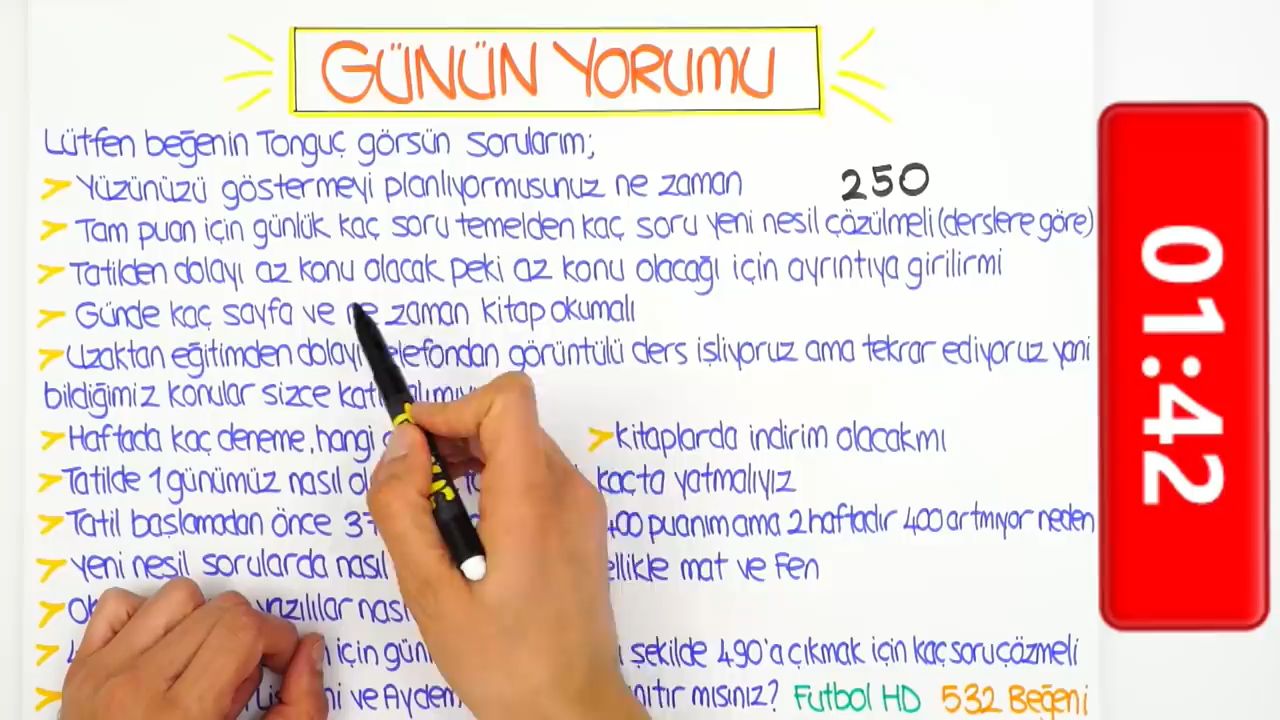 GÜNÜN YORUMU
Lütfen beğenin Tonguç görsün sorularım;
➤ Yüzünüzü göstermeyi planlıyormusunuz ne zaman
250
➤ Tam puan için günlük kaç soru temelden kaç soru yeni nesil çözülmeli (derslere göre)
➤ Tatilden dolayı az konu olacak peki az konu olacağı için ayrıntıya girilirmi
➤ Günde kaç sayfa ve ne zaman kitap okumalı
➤ Uzaktan eğitimden dolayı telefondan görüntülü ders işliyoruz ama tekrar ediyoruz yani
bildiğimiz konular sizce
➤ Haftada kaç deneme, hangi
➤ kitaplarda indirim olacakmı
➤ Tatilde 1 günümüz nasıl kaçta yatmalıyız
➤ Tatil başlamadan önce 400 puanım ama 2 haftadır 400 artmıyor neden
➤ Yeni nesil sorularda nasıl mat ve Fen
➤ yazılılar
➤ için şekilde 490'a çıkmak için kaç soru çözmeli
➤ ve mısınız? Futbol HD 532 Beğeni
01:42